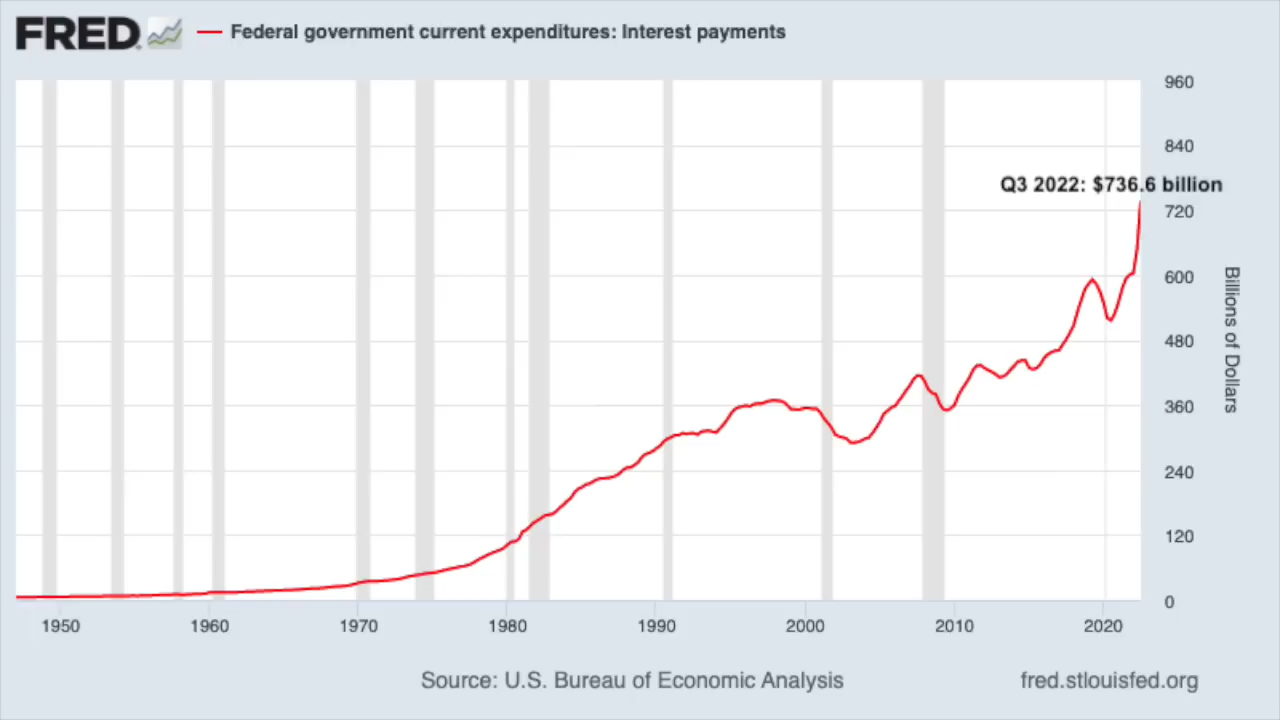 FRED
Federal government current expenditures: Interest payments
960
840
Q3 2022: $736.6 billion
720
600
480
360
240
120
0
Billions of Dollars
1950 1960 1970 1980 1990 2000 2010 2020
Source: U.S. Bureau of Economic Analysis
fred.stlouisfed.org